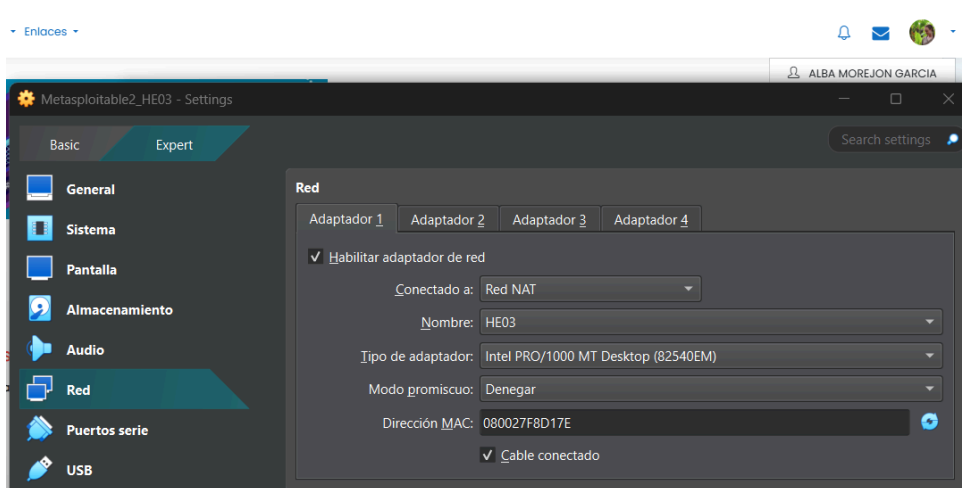 Enlaces
ALBA MOREJON GARCIA
Metasploitable2_HE03 - Settings
Basic
Expert
Search settings
General
Sistema
Pantalla
Almacenamiento
Audio
Red
Puertos serie
USB
Red
Adaptador 1
Adaptador 2
Adaptador 3
Adaptador 4
Habilitar adaptador de red
Conectado a: Red NAT
Nombre: HE03
Tipo de adaptador: Intel PRO/1000 MT Desktop (82540EM)
Modo promiscuo: Denegar
Dirección MAC: 080027F8D17E
Cable conectado